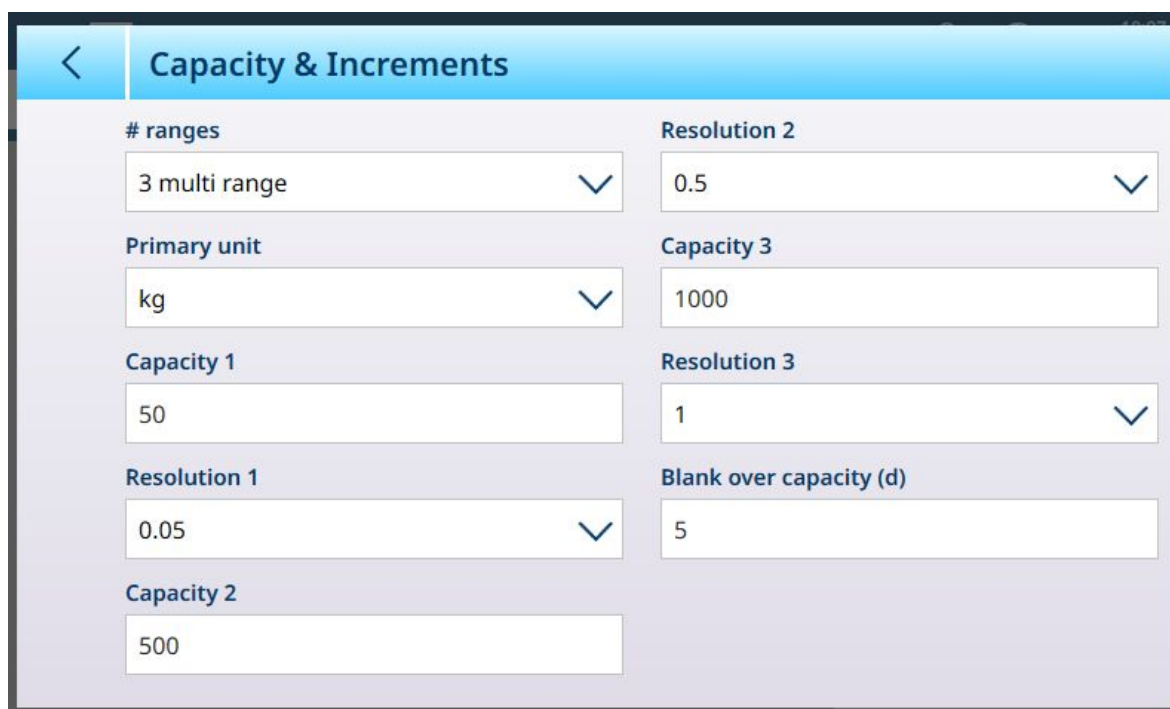 Capacity & Increments
# ranges
3 multi range
Primary unit
kg
Capacity 1
50
Resolution 1
0.05
Capacity 2
500
Resolution 2
0.5
Capacity 3
1000
Resolution 3
1
Blank over capacity (d)
5